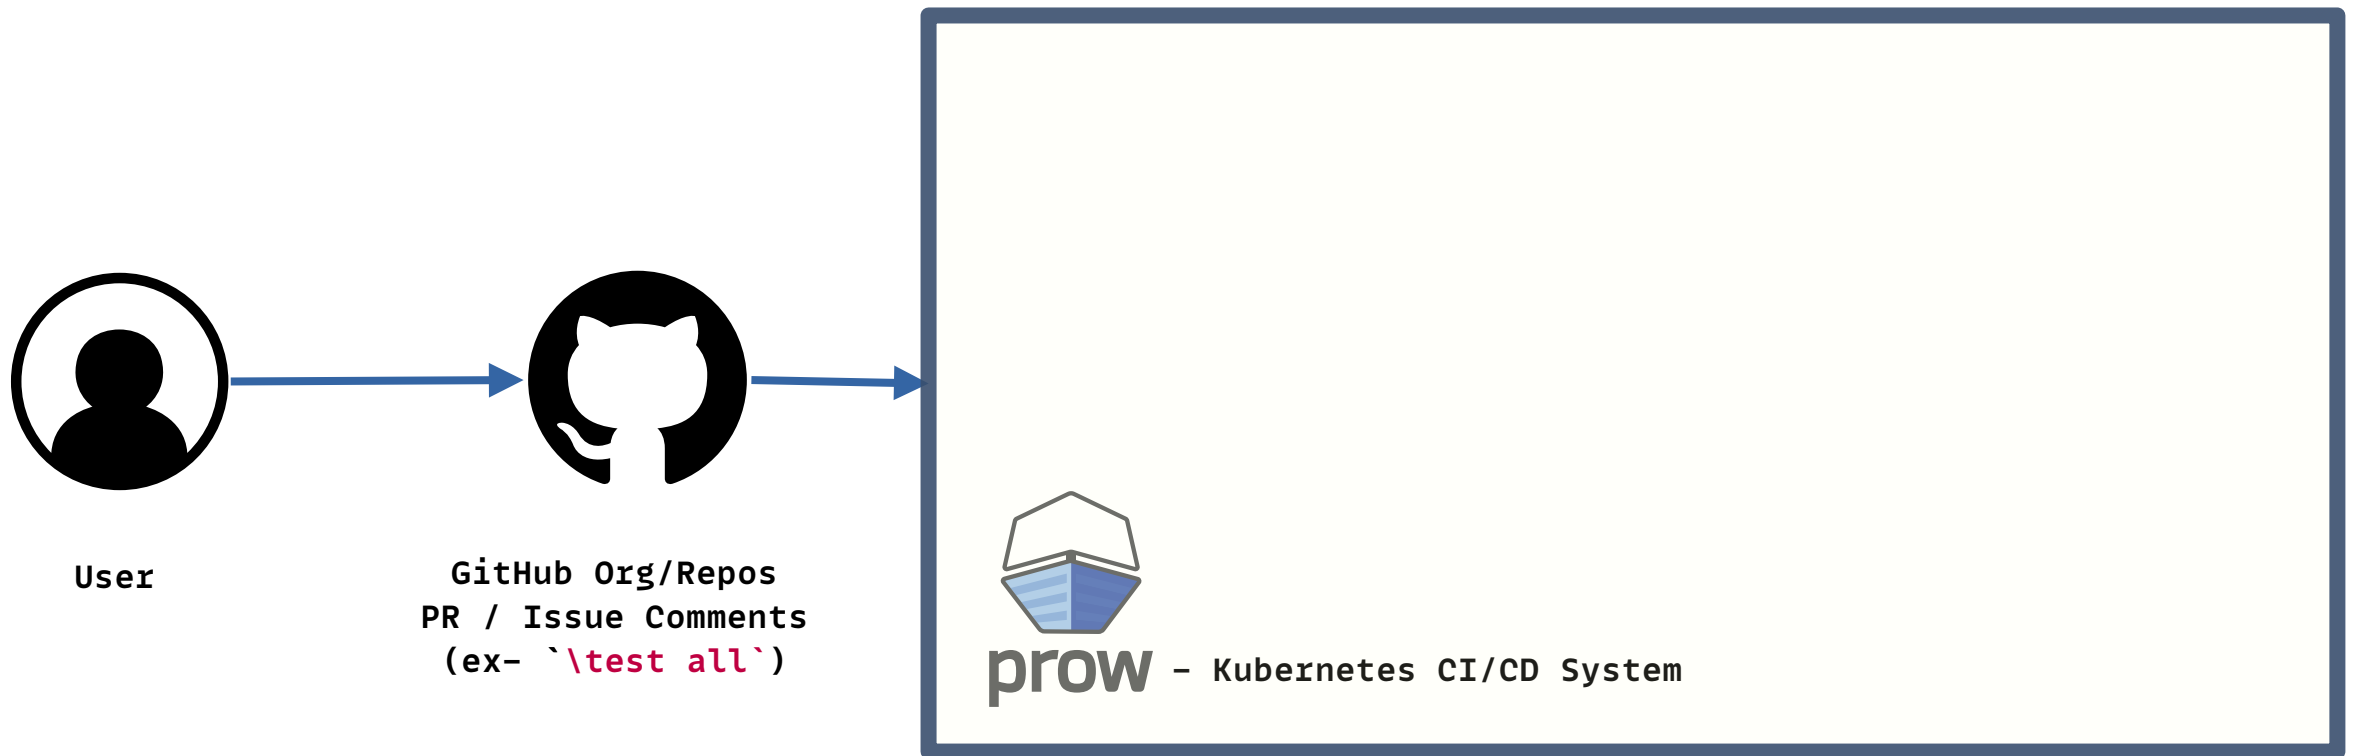 User
GitHub Org/Repos
PR / Issue Comments
(ex- `\test all`)
prow - Kubernetes CI/CD System